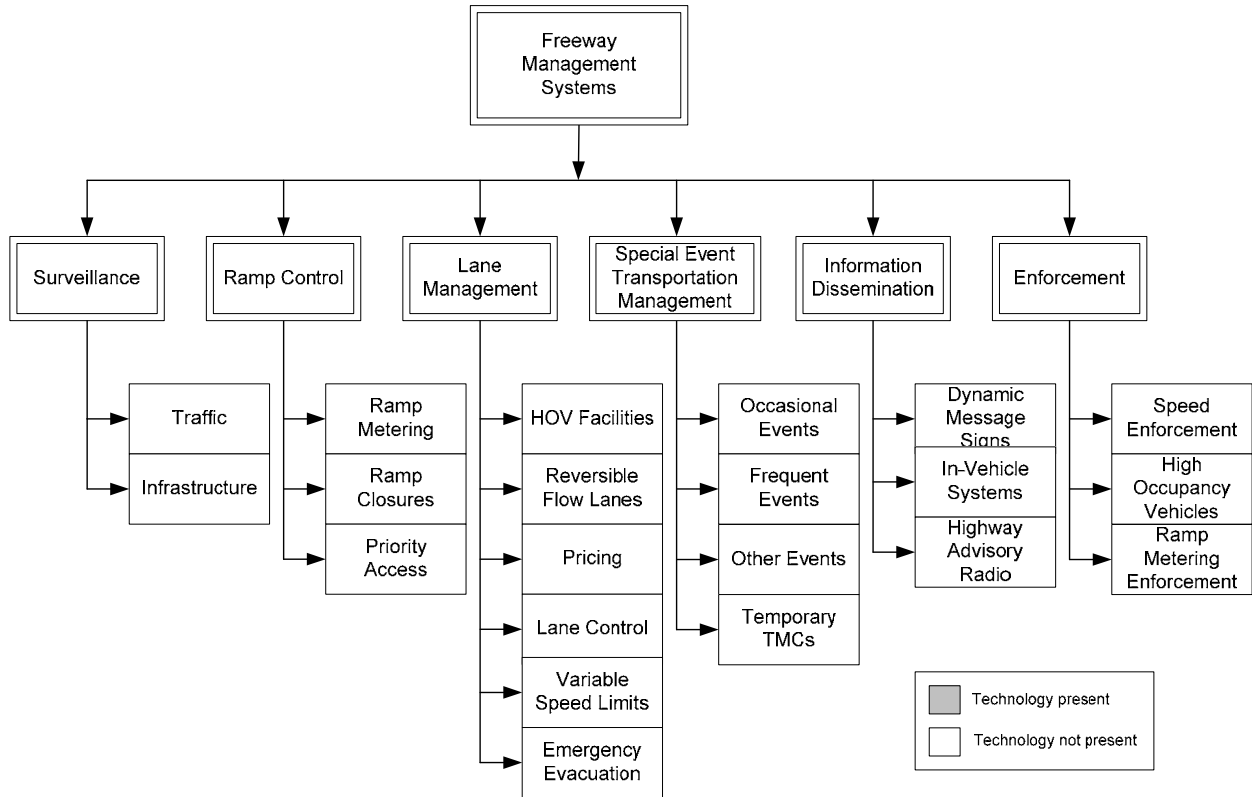 Freeway
Management
Systems
Surveillance
Ramp Control
Lane
Management
Special Event
Transportation
Management
Information
Dissemination
Enforcement
Traffic
Infrastructure
Ramp
Metering
Ramp
Closures
Priority
Access
HOV Facilities
Reversible
Flow Lanes
Pricing
Lane Control
Variable
Speed Limits
Emergency
Evacuation
Occasional
Events
Frequent
Events
Other Events
Temporary
TMCs
Dynamic
Message
Signs
In-Vehicle
Systems
Highway
Advisory
Radio
Speed
Enforcement
High
Occupancy
Vehicles
Ramp
Metering
Enforcement
Technology present
Technology not present